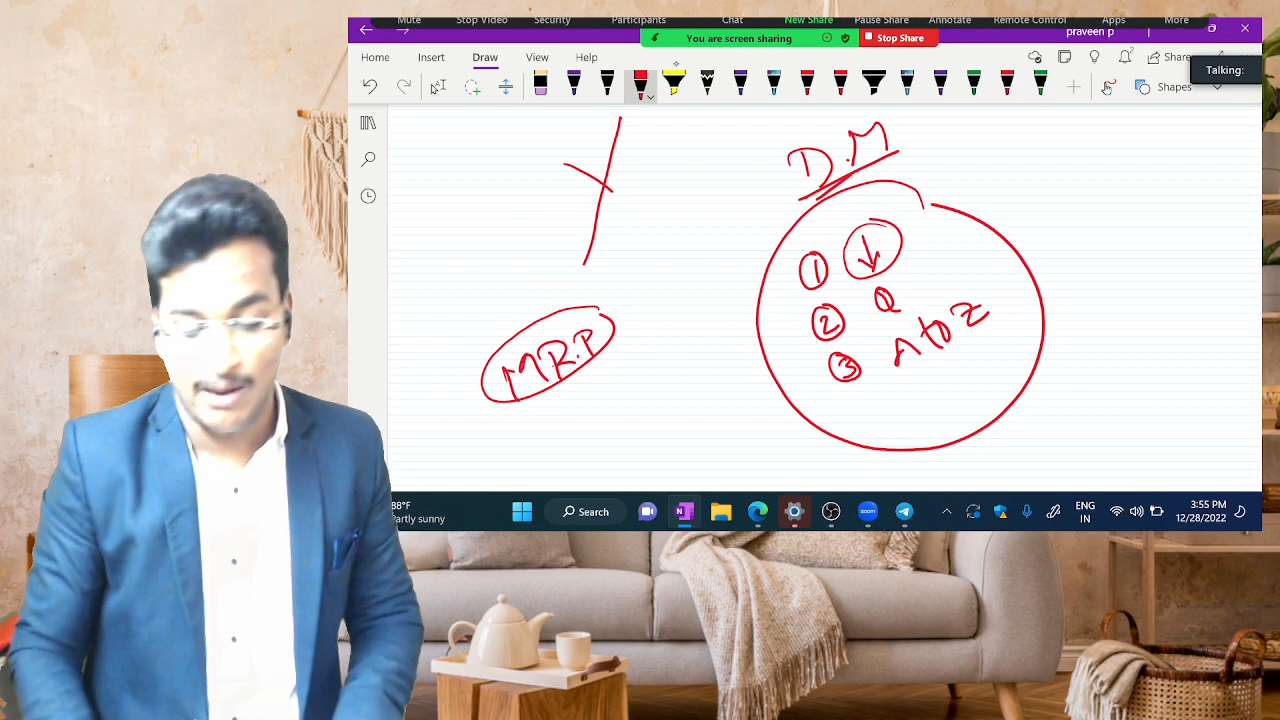 Mute Stop Video Security Participants Chat New Share Pause Share Annotate Remote Control Apps More
You are screen sharing Stop Share praveen p
Home Insert Draw View Help Share
Talking:
Shapes
D.M
1 ↓
2 Q
3 A to Z
M.R.P
88°F
Partly sunny
Search
zoom
ENG
IN
3:55 PM
12/28/2022